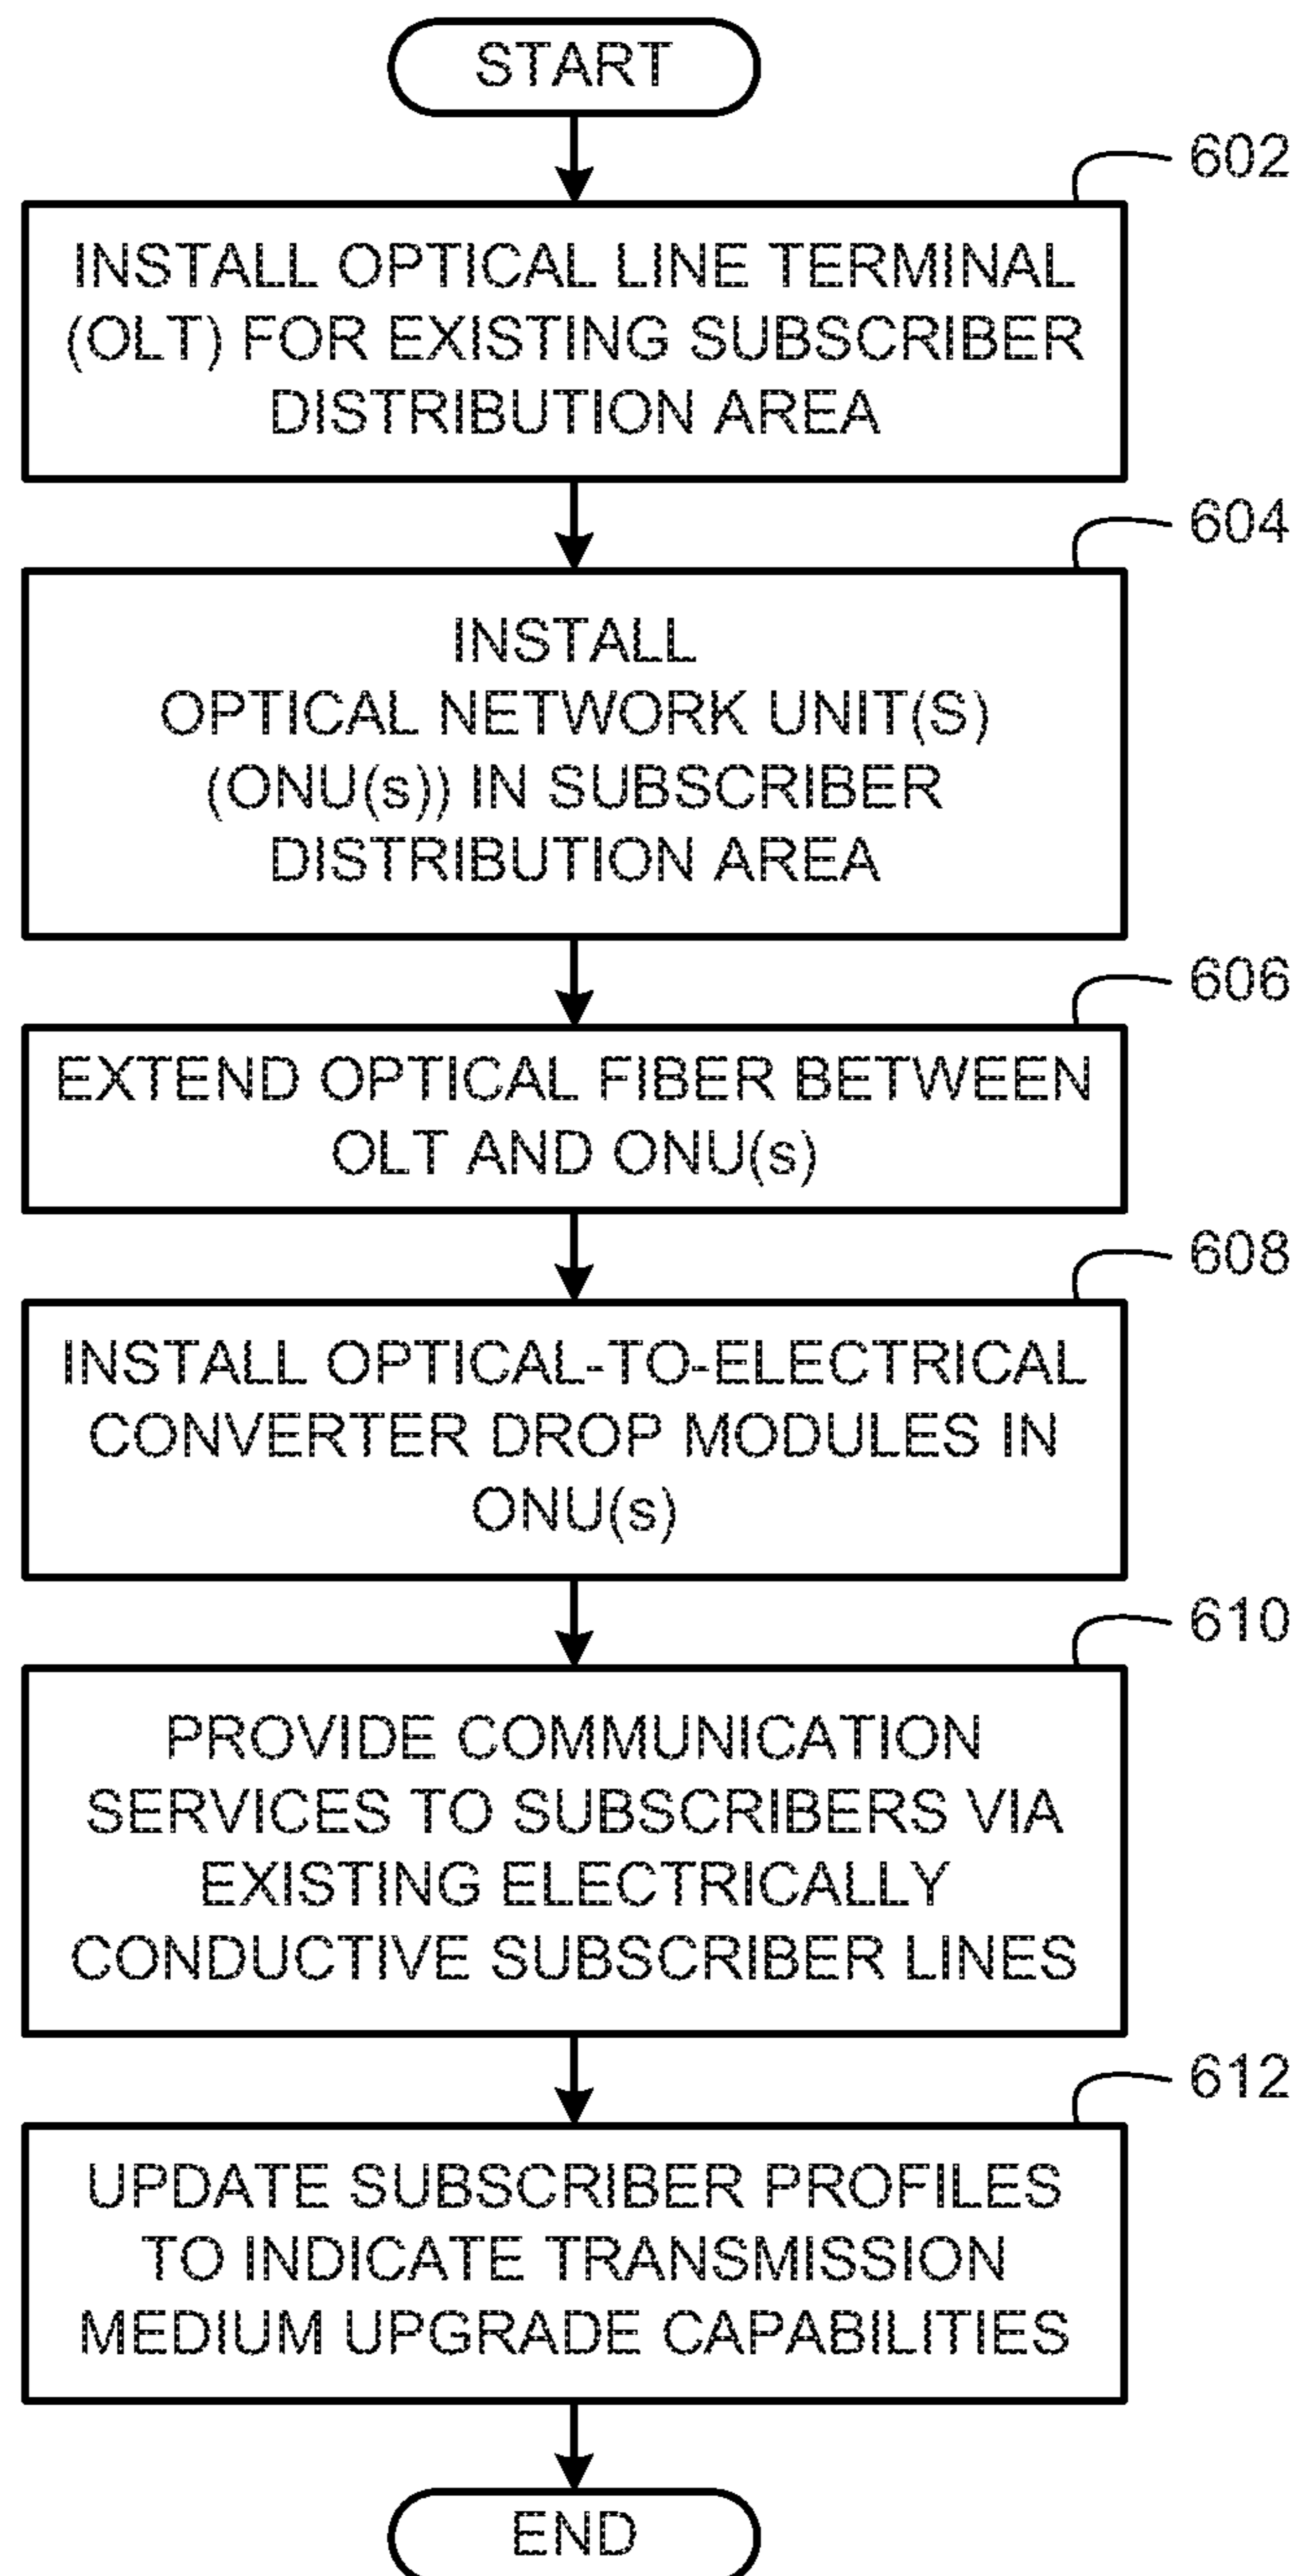 START
602
INSTALL OPTICAL LINE TERMINAL
(OLT) FOR EXISTING SUBSCRIBER
DISTRIBUTION AREA
604
INSTALL
OPTICAL NETWORK UNIT(S)
(ONU(s)) IN SUBSCRIBER
DISTRIBUTION AREA
606
EXTEND OPTICAL FIBER BETWEEN
OLT AND ONU(s)
608
INSTALL OPTICAL-TO-ELECTRICAL
CONVERTER DROP MODULES IN
ONU(s)
610
PROVIDE COMMUNICATION
SERVICES TO SUBSCRIBERS VIA
EXISTING ELECTRICALLY
CONDUCTIVE SUBSCRIBER LINES
612
UPDATE SUBSCRIBER PROFILES
TO INDICATE TRANSMISSION
MEDIUM UPGRADE CAPABILITIES
END